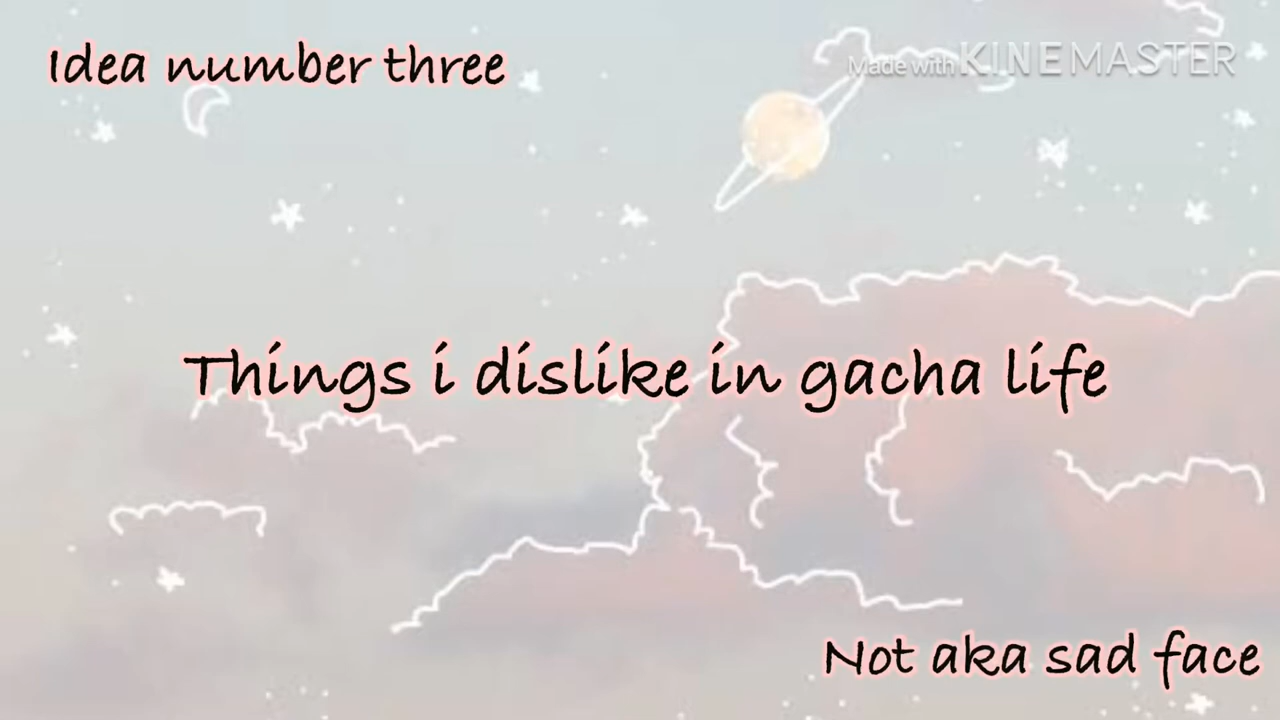 Idea number three
Made with KINEMASTER
Things i dislike in gacha life
Not aka sad face